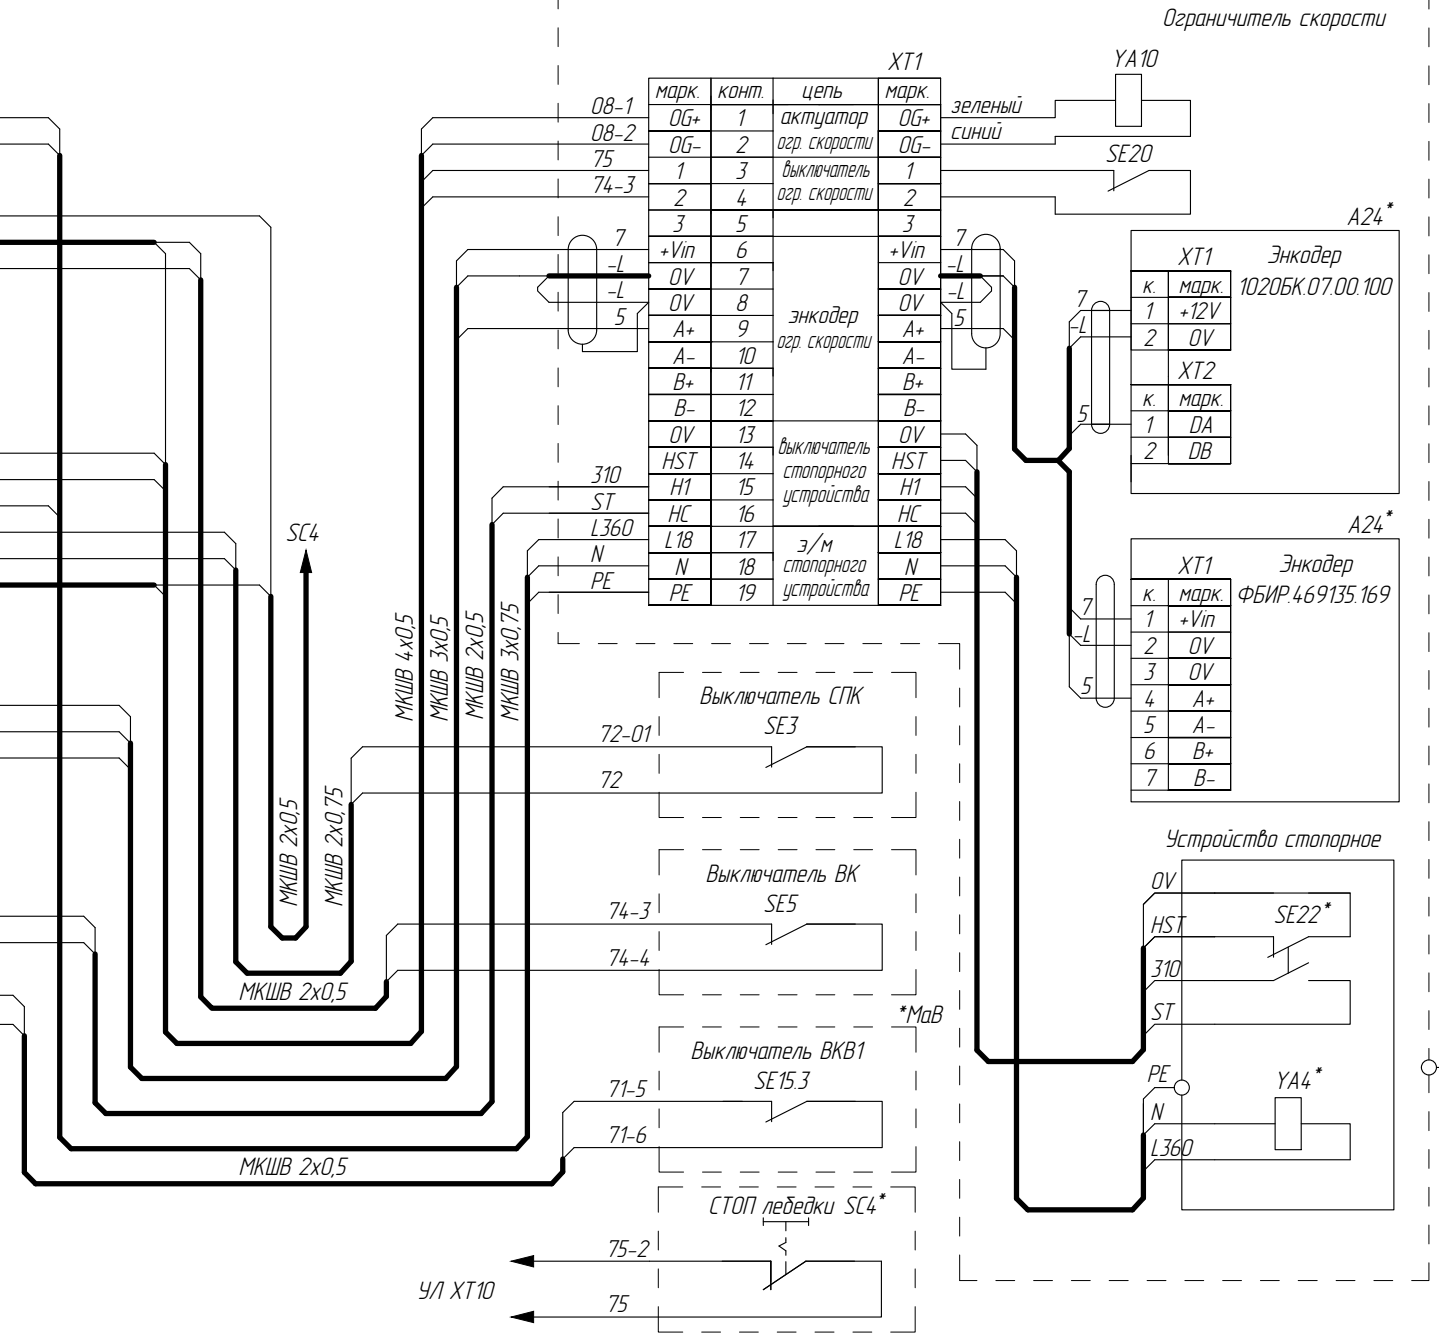 Ограничитель скорости
XT1
YA10
марк. конт. цепь марк.
08-1 0G+ 1 актуатор 0G+ зеленый
08-2 0G- 2 огр. скорости 0G- синий
75 1 3 выключатель 1 SE20
74-3 2 4 огр. скорости 2
3 5 3
7 +Vin 6 +Vin 7
-L 0V 7 0V -L
-L 0V 8 энкодер 0V -L
5 A+ 9 огр. скорости A+ 5
A- 10 A-
B+ 11 B+
B- 12 B-
0V 13 выключатель 0V
HST 14 стопорного HST
310 H1 15 устройства H1
ST HC 16 HC
L360 L18 17 э/м L18
N N 18 стопорного N
PE PE 19 устройства PE
A24*
XT1 Энкодер
к. марк. 1020БК.07.00.100
7 1 +12V
-L 2 0V
XT2
к. марк.
5 1 DA
2 DB
A24*
XT1 Энкодер
к. марк. ФБИР.469135.169
7 1 +Vin
-L 2 0V
3 0V
5 4 A+
5 A-
6 B+
7 B-
SC4
МКШВ 4х0,5
МКШВ 3х0,5
МКШВ 2х0,5
МКШВ 3х0,75
МКШВ 2х0,5
МКШВ 2х0,75
МКШВ 2х0,5
МКШВ 2х0,5
Выключатель СПК
SE3
72-01
72
Выключатель ВК
SE5
74-3
74-4
*МаВ
Выключатель ВКВ1
SE15.3
71-5
71-6
СТОП лебедки SC4*
75-2
УЛ XT10
75
Устройство стопорное
0V
HST SE22*
310
ST
PE YA4*
N
L360